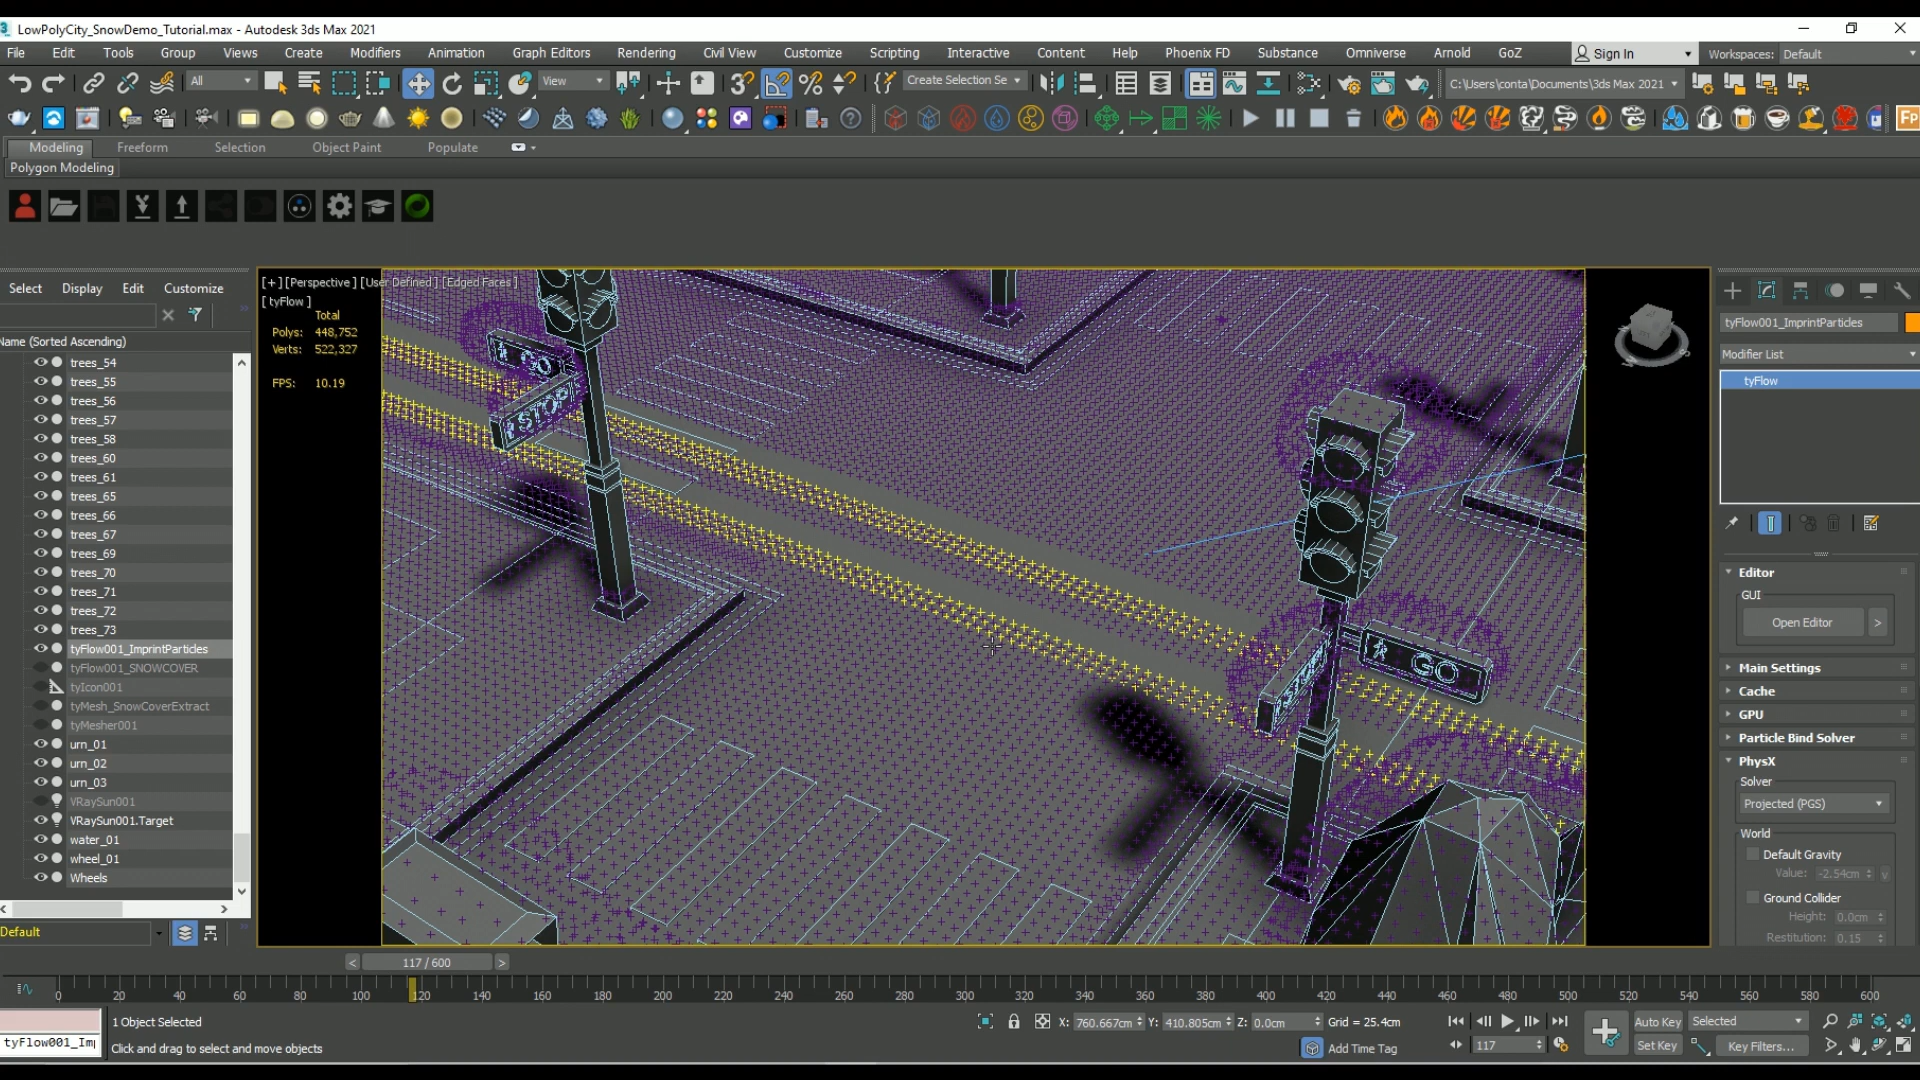 LowPolyCity_SnowDemo_Tutorial.max - Autodesk 3ds Max 2021
File Edit Tools Group Views Create Modifiers Animation Graph Editors Rendering Civil View Customize Scripting Interactive Content Help Phoenix FD Substance Omniverse Arnold GoZ Sign In Workspaces: Default
All View Create Selection Se C:\Users\conta\Documents\3ds Max 2021
Fp
Modeling Freeform Selection Object Paint Populate
Polygon Modeling
Select Display Edit Customize
Name (Sorted Ascending)
trees_54
trees_55
trees_56
trees_57
trees_58
trees_60
trees_61
trees_65
trees_66
trees_67
trees_69
trees_70
trees_71
trees_72
trees_73
tyFlow001_ImprintParticles
tyFlow001_SNOWCOVER
tyIcon001
tyMesh_SnowCoverExtract
tyMesher001
urn_01
urn_02
urn_03
VRaySun001
VRaySun001.Target
water_01
wheel_01
Wheels
Default
[+] [Perspective] [User Defined] [Edged Faces]
[tyFlow]
Total
Polys: 448,752
Verts: 522,327
FPS: 10.19
GO
STOP
GO
tyFlow001_ImprintParticles
Modifier List
tyFlow
Editor
GUI
Open Editor >
Main Settings
Cache
GPU
Particle Bind Solver
PhysX
Solver
Projected (PGS)
World
Default Gravity
Value: -2.54cm
Ground Collider
Height: 0.0cm
Restitution: 0.15
< 117 / 600 >
0 20 40 60 80 100 120 140 160 180 200 220 240 260 280 300 320 340 360 380 400 420 440 460 480 500 520 540 560 580 600
1 Object Selected
X: 760.667cm Y: 410.805cm Z: 0.0cm Grid = 25.4cm
Auto Key Selected
tyFlow001_Im
Click and drag to select and move objects
Add Time Tag
117
Set Key Key Filters...